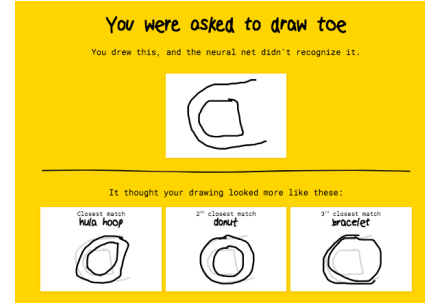 You were asked to draw toe
You drew this, and the neural net didn't recognize it.
It thought your drawing looked more like these:
Closest match
hula hoop
2nd closest match
donut
3rd closest match
bracelet